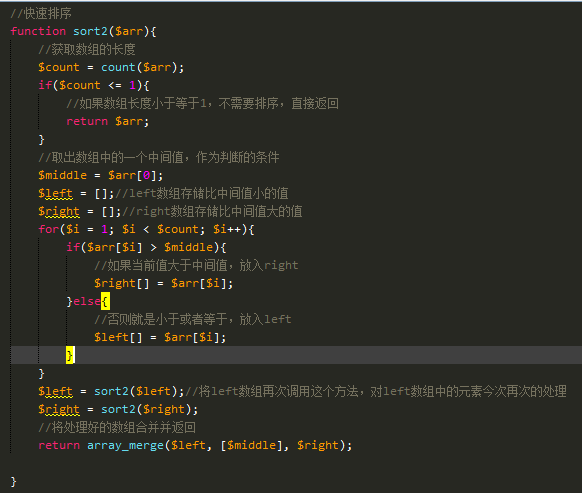 //快速排序
function sort2($arr){
//获取数组的长度
$count = count($arr);
if($count <= 1){
//如果数组长度小于等于1，不需要排序，直接返回
return $arr;
}
//取出数组中的一个中间值，作为判断的条件
$middle = $arr[0];
$left = [];//left数组存储比中间值小的值
$right = [];//right数组存储比中间值大的值
for($i = 1; $i < $count; $i++){
if($arr[$i] > $middle){
//如果当前值大于中间值，放入right
$right[] = $arr[$i];
}else{
//否则就是小于或者等于，放入left
$left[] = $arr[$i];
}
}
$left = sort2($left);//将left数组再次调用这个方法，对left数组中的元素今次再次的处理
$right = sort2($right);
//将处理好的数组合并并返回
return array_merge($left, [$middle], $right);
}